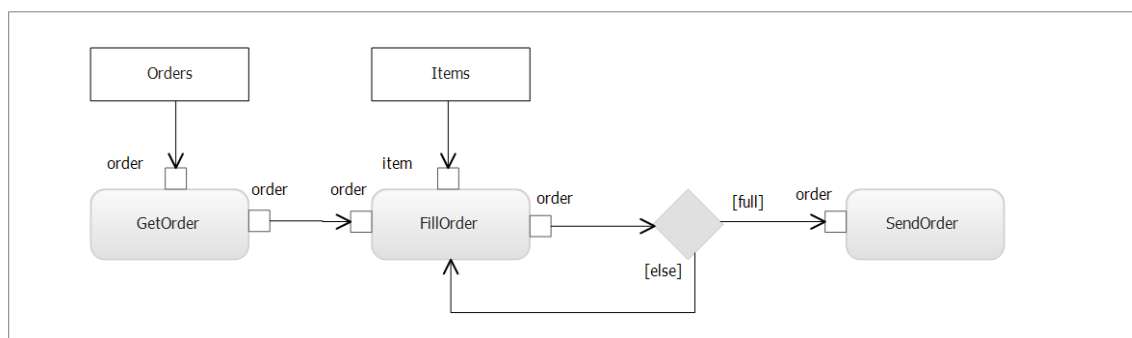 Orders
Items
order
item
order
order
order
[full]
order
GetOrder
FillOrder
SendOrder
[else]